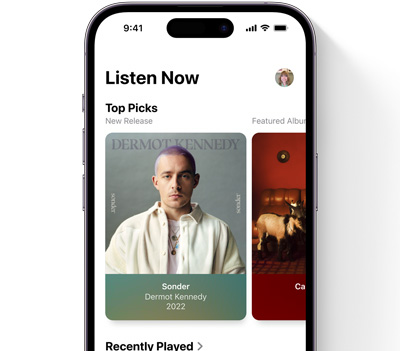 9:41
Listen Now
Top Picks
New Release
Featured Albu
DERMOT KENNEDY
sonder
sonder
Sonder
Dermot Kennedy
2022
Ca
Recently Played >